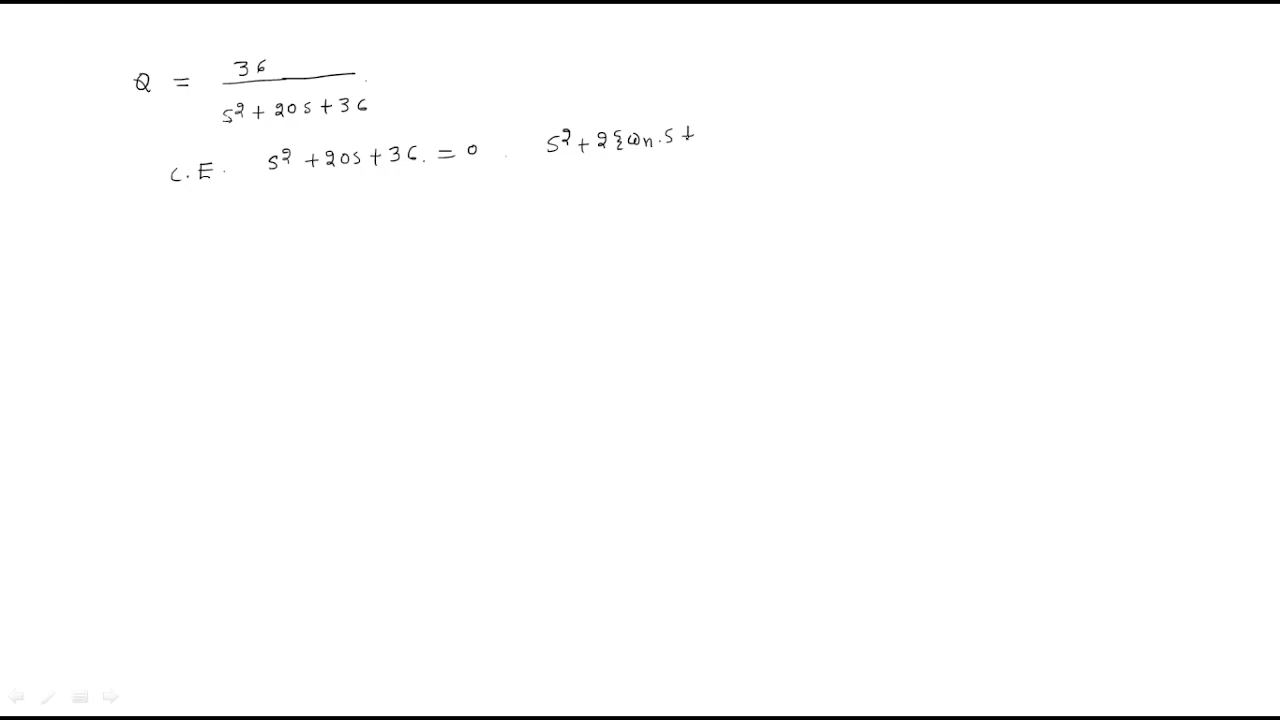 Q = 36 / s² + 20s + 36
C.E. s² + 20s + 36. = 0 s² + 2ξωn.s +